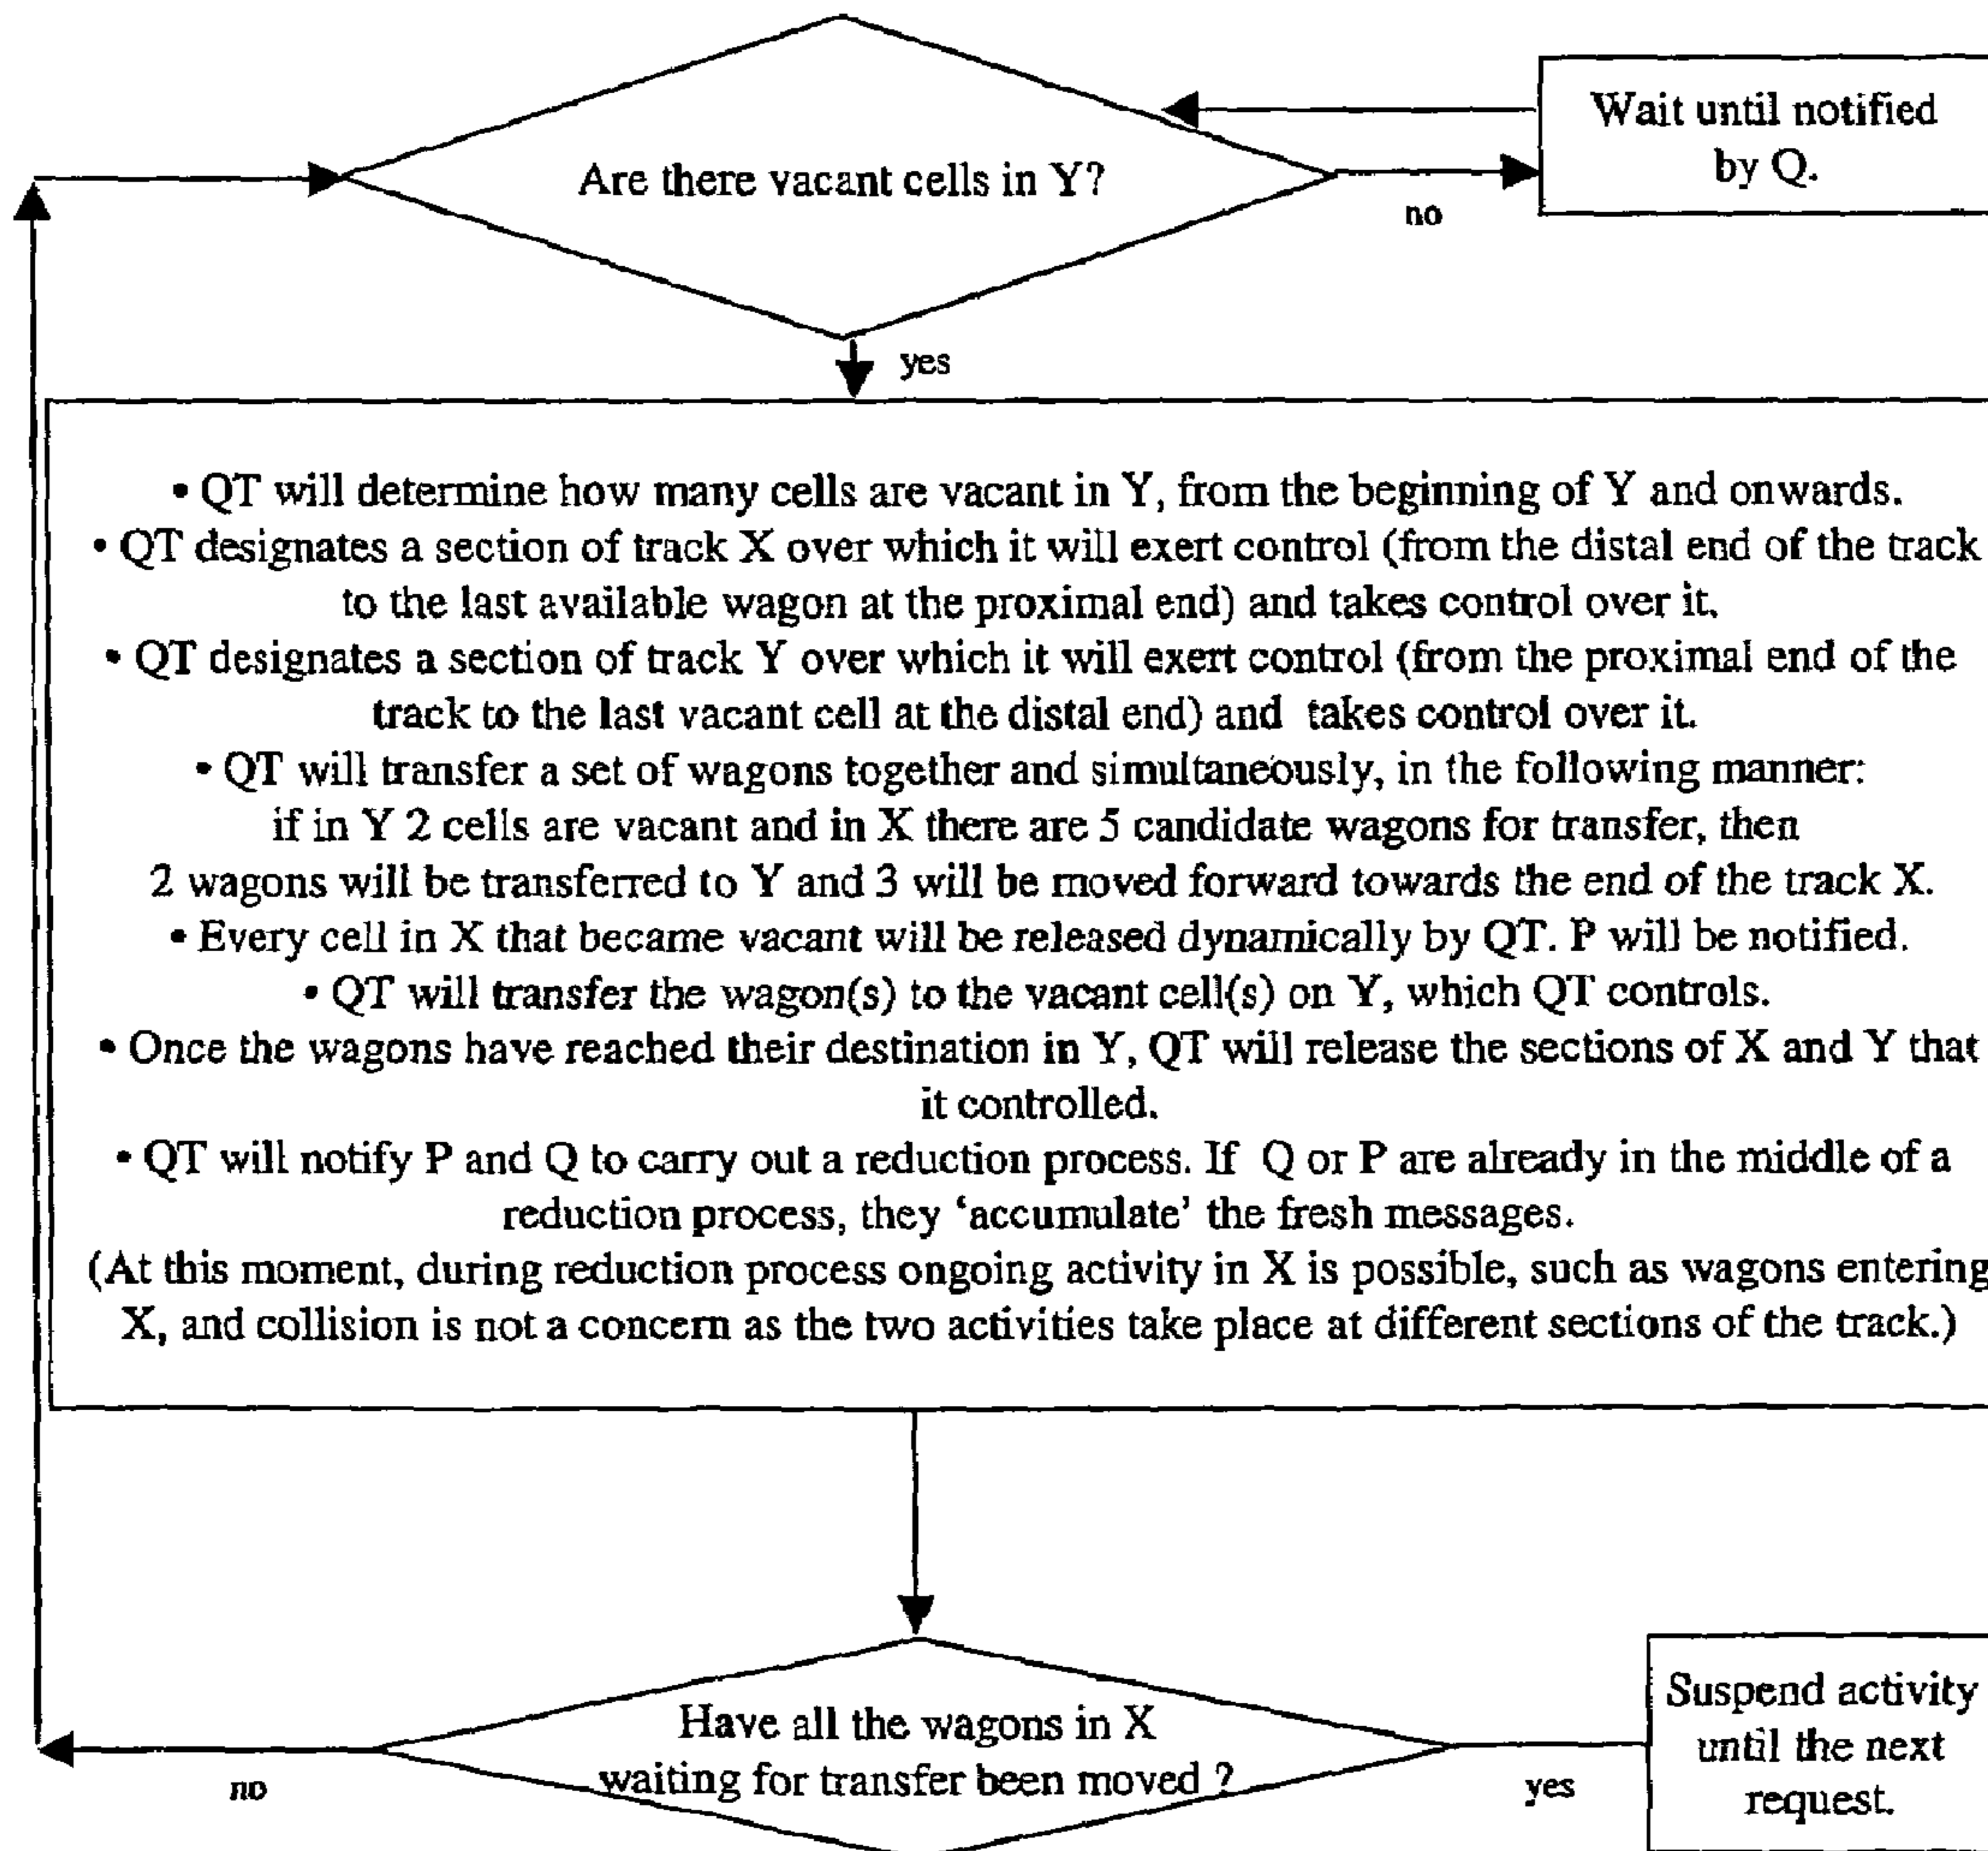 Are there vacant cells in Y?
Wait until notified
by Q.
no
yes
• QT will determine how many cells are vacant in Y, from the beginning of Y and onwards.
• QT designates a section of track X over which it will exert control (from the distal end of the track
to the last available wagon at the proximal end) and takes control over it.
• QT designates a section of track Y over which it will exert control (from the proximal end of the
track to the last vacant cell at the distal end) and takes control over it.
• QT will transfer a set of wagons together and simultaneously, in the following manner:
if in Y 2 cells are vacant and in X there are 5 candidate wagons for transfer, then
2 wagons will be transferred to Y and 3 will be moved forward towards the end of the track X.
• Every cell in X that became vacant will be released dynamically by QT. P will be notified.
• QT will transfer the wagon(s) to the vacant cell(s) on Y, which QT controls.
• Once the wagons have reached their destination in Y, QT will release the sections of X and Y that
it controlled.
• QT will notify P and Q to carry out a reduction process. If Q or P are already in the middle of a
reduction process, they ‘accumulate’ the fresh messages.
(At this moment, during reduction process ongoing activity in X is possible, such as wagons entering
X, and collision is not a concern as the two activities take place at different sections of the track.)
Have all the wagons in X
waiting for transfer been moved ?
no
yes
Suspend activity
until the next
request.